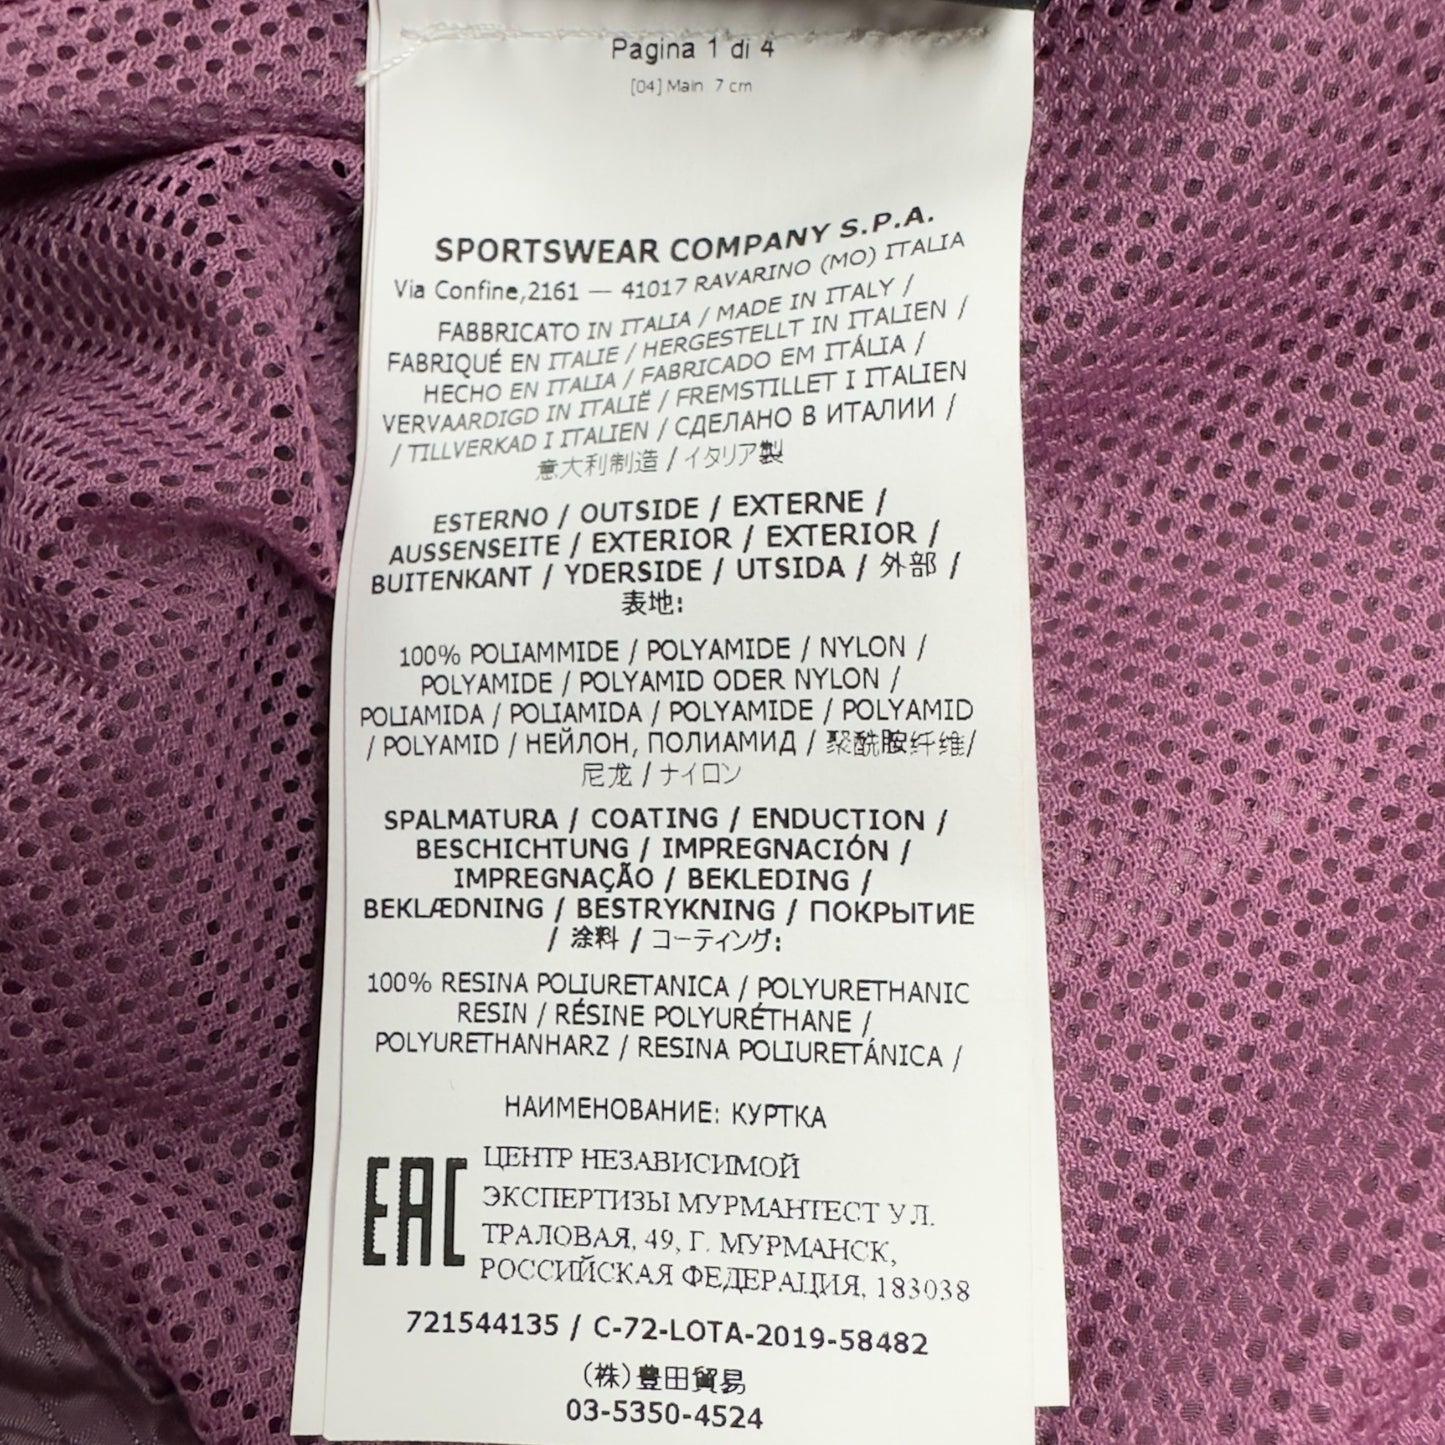 Pagina 1 di 4
[04] Main 7 cm
SPORTSWEAR COMPANY S.P.A.
Via Confine,2161 — 41017 RAVARINO (MO) ITALIA
FABBRICATO IN ITALIA / MADE IN ITALY /
FABRIQUÉ EN ITALIE / HERGESTELLT IN ITALIEN /
HECHO EN ITALIA / FABRICADO EM ITÁLIA /
VERVAARDIGD IN ITALIË / FREMSTILLET I ITALIEN
/ TILLVERKAD I ITALIEN / СДЕЛАНО В ИТАЛИИ /
意大利制造 / イタリア製
ESTERNO / OUTSIDE / EXTERNE /
AUSSENSEITE / EXTERIOR / EXTERIOR /
BUITENKANT / YDERSIDE / UTSIDA / 外部 /
表地:
100% POLIAMMIDE / POLYAMIDE / NYLON /
POLYAMIDE / POLYAMID ODER NYLON /
POLIAMIDA / POLIAMIDA / POLYAMIDE / POLYAMID
/ POLYAMID / НЕЙЛОН, ПОЛИАМИД / 聚酰胺纤维/
尼龙 / ナイロン
SPALMATURA / COATING / ENDUCTION /
BESCHICHTUNG / IMPREGNACIÓN /
IMPREGNAÇÃO / BEKLEDING /
BEKLÆDNING / BESTRYKNING / ПОКРЫТИЕ
/ 涂料 / コーティング:
100% RESINA POLIURETANICA / POLYURETHANIC
RESIN / RÉSINE POLYURÉTHANE /
POLYURETHANHARZ / RESINA POLIURETÁNICA /
НАИМЕНОВАНИЕ: КУРТКА
EAC
ЦЕНТР НЕЗАВИСИМОЙ
ЭКСПЕРТИЗЫ МУРМАНТЕСТ УЛ.
ТРАЛОВАЯ, 49, Г. МУРМАНСК,
РОССИЙСКАЯ ФЕДЕРАЦИЯ, 183038
721544135 / C-72-LOTA-2019-58482
(株)豊田貿易
03-5350-4524